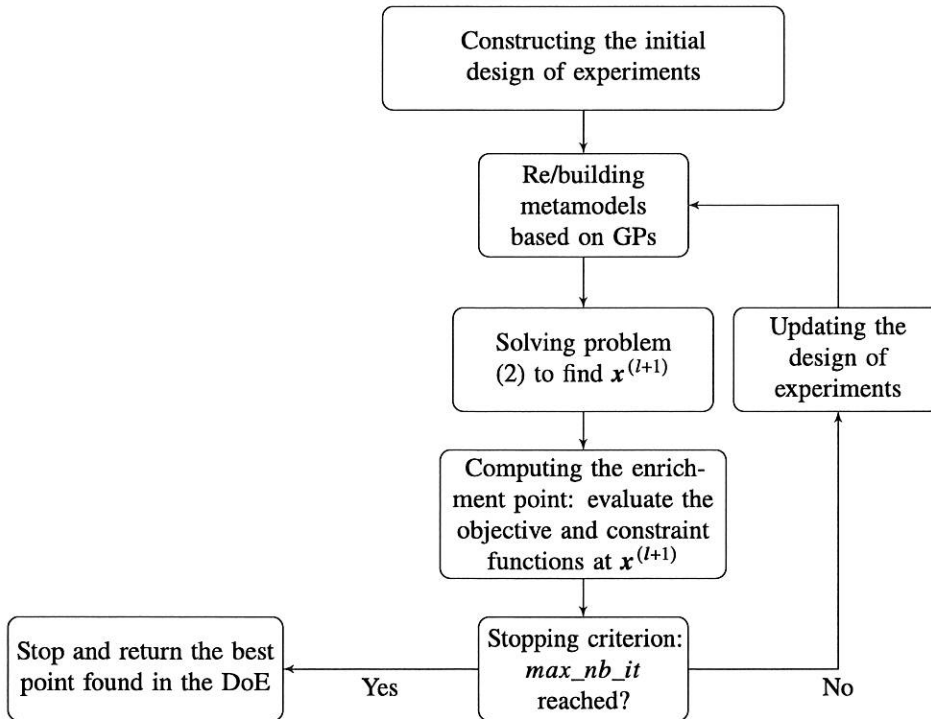 Constructing the initial
design of experiments
Re/building
metamodels
based on GPs
Solving problem
(2) to find x^(l+1)
Updating the
design of
experiments
Computing the enrich-
ment point: evaluate the
objective and constraint
functions at x^(l+1)
Stop and return the best
point found in the DoE
Yes
Stopping criterion:
max_nb_it
reached?
No